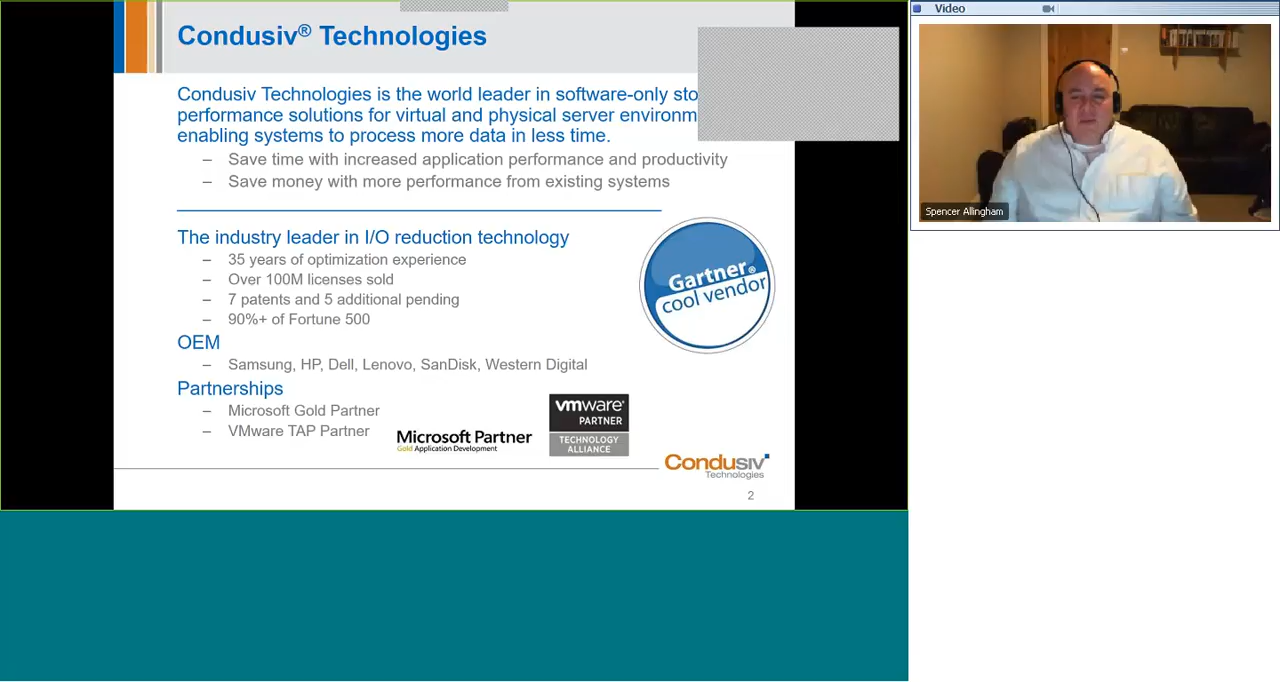 Condusiv® Technologies
Condusiv Technologies is the world leader in software-only
performance solutions for virtual and physical server
enabling systems to process more data in less time.
– Save time with increased application performance and productivity
– Save money with more performance from existing systems
The industry leader in I/O reduction technology
– 35 years of optimization experience
– Over 100M licenses sold
– 7 patents and 5 additional pending
– 90%+ of Fortune 500
Gartner®
cool vendor
OEM
– Samsung, HP, Dell, Lenovo, SanDisk, Western Digital
Partnerships
– Microsoft Gold Partner
– VMware TAP Partner
Microsoft Partner
Gold Application Development
vmware®
PARTNER
TECHNOLOGY
ALLIANCE
Condusiv
Technologies
2
Video
Spencer Allingham